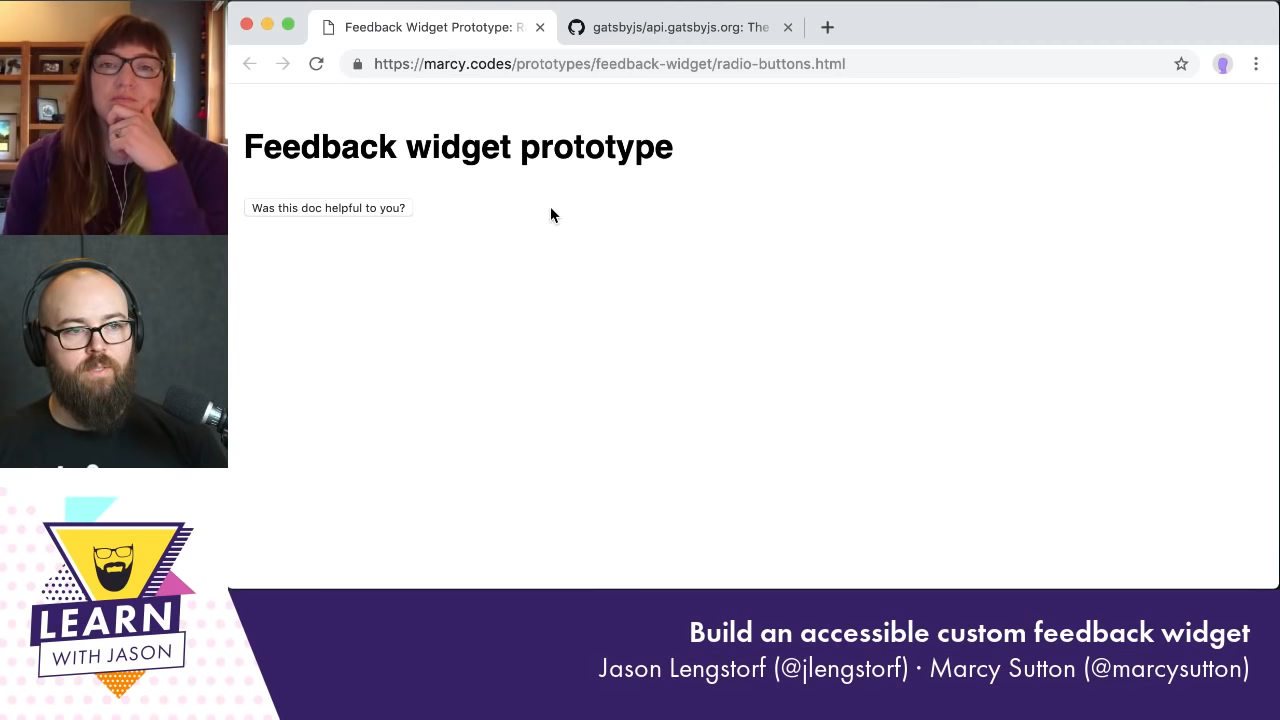 Feedback Widget Prototype: R
gatsbyjs/api.gatsbyjs.org: The
https://marcy.codes/prototypes/feedback-widget/radio-buttons.html
Feedback widget prototype
Was this doc helpful to you?
LEARN
WITH JASON
Build an accessible custom feedback widget
Jason Lengstorf (@jlengstorf) · Marcy Sutton (@marcysutton)